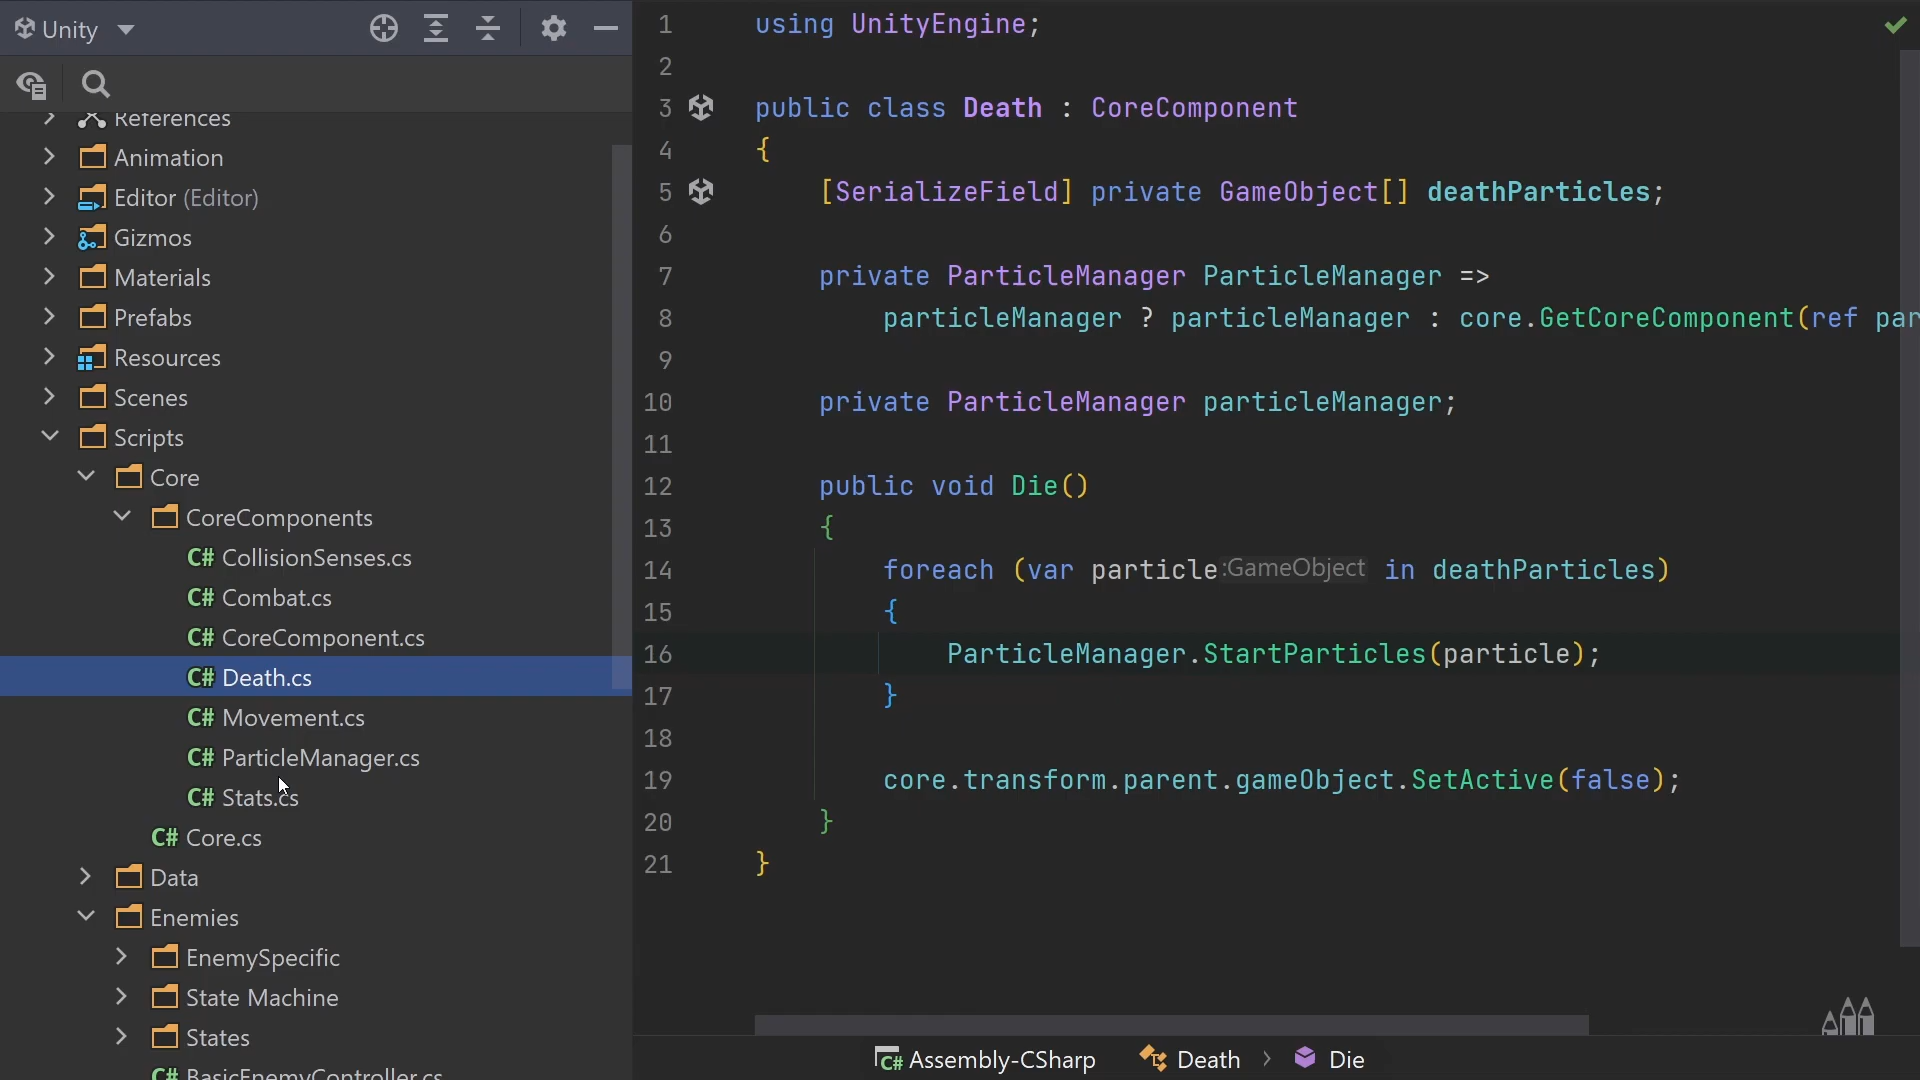 Unity
References
Animation
Editor (Editor)
Gizmos
Materials
Prefabs
Resources
Scenes
Scripts
Core
CoreComponents
C# CollisionSenses.cs
C# Combat.cs
C# CoreComponent.cs
C# Death.cs
C# Movement.cs
C# ParticleManager.cs
C# Stats.cs
C# Core.cs
Data
Enemies
EnemySpecific
State Machine
States
C# BasicEnemyController.cs
1 using UnityEngine;
2
3 public class Death : CoreComponent
4 {
5 [SerializeField] private GameObject[] deathParticles;
6
7 private ParticleManager ParticleManager =>
8 particleManager ? particleManager : core.GetCoreComponent(ref par
9
10 private ParticleManager particleManager;
11
12 public void Die()
13 {
14 foreach (var particle :GameObject in deathParticles)
15 {
16 ParticleManager.StartParticles(particle);
17 }
18
19 core.transform.parent.gameObject.SetActive(false);
20 }
21 }
C# Assembly-CSharp Death > Die